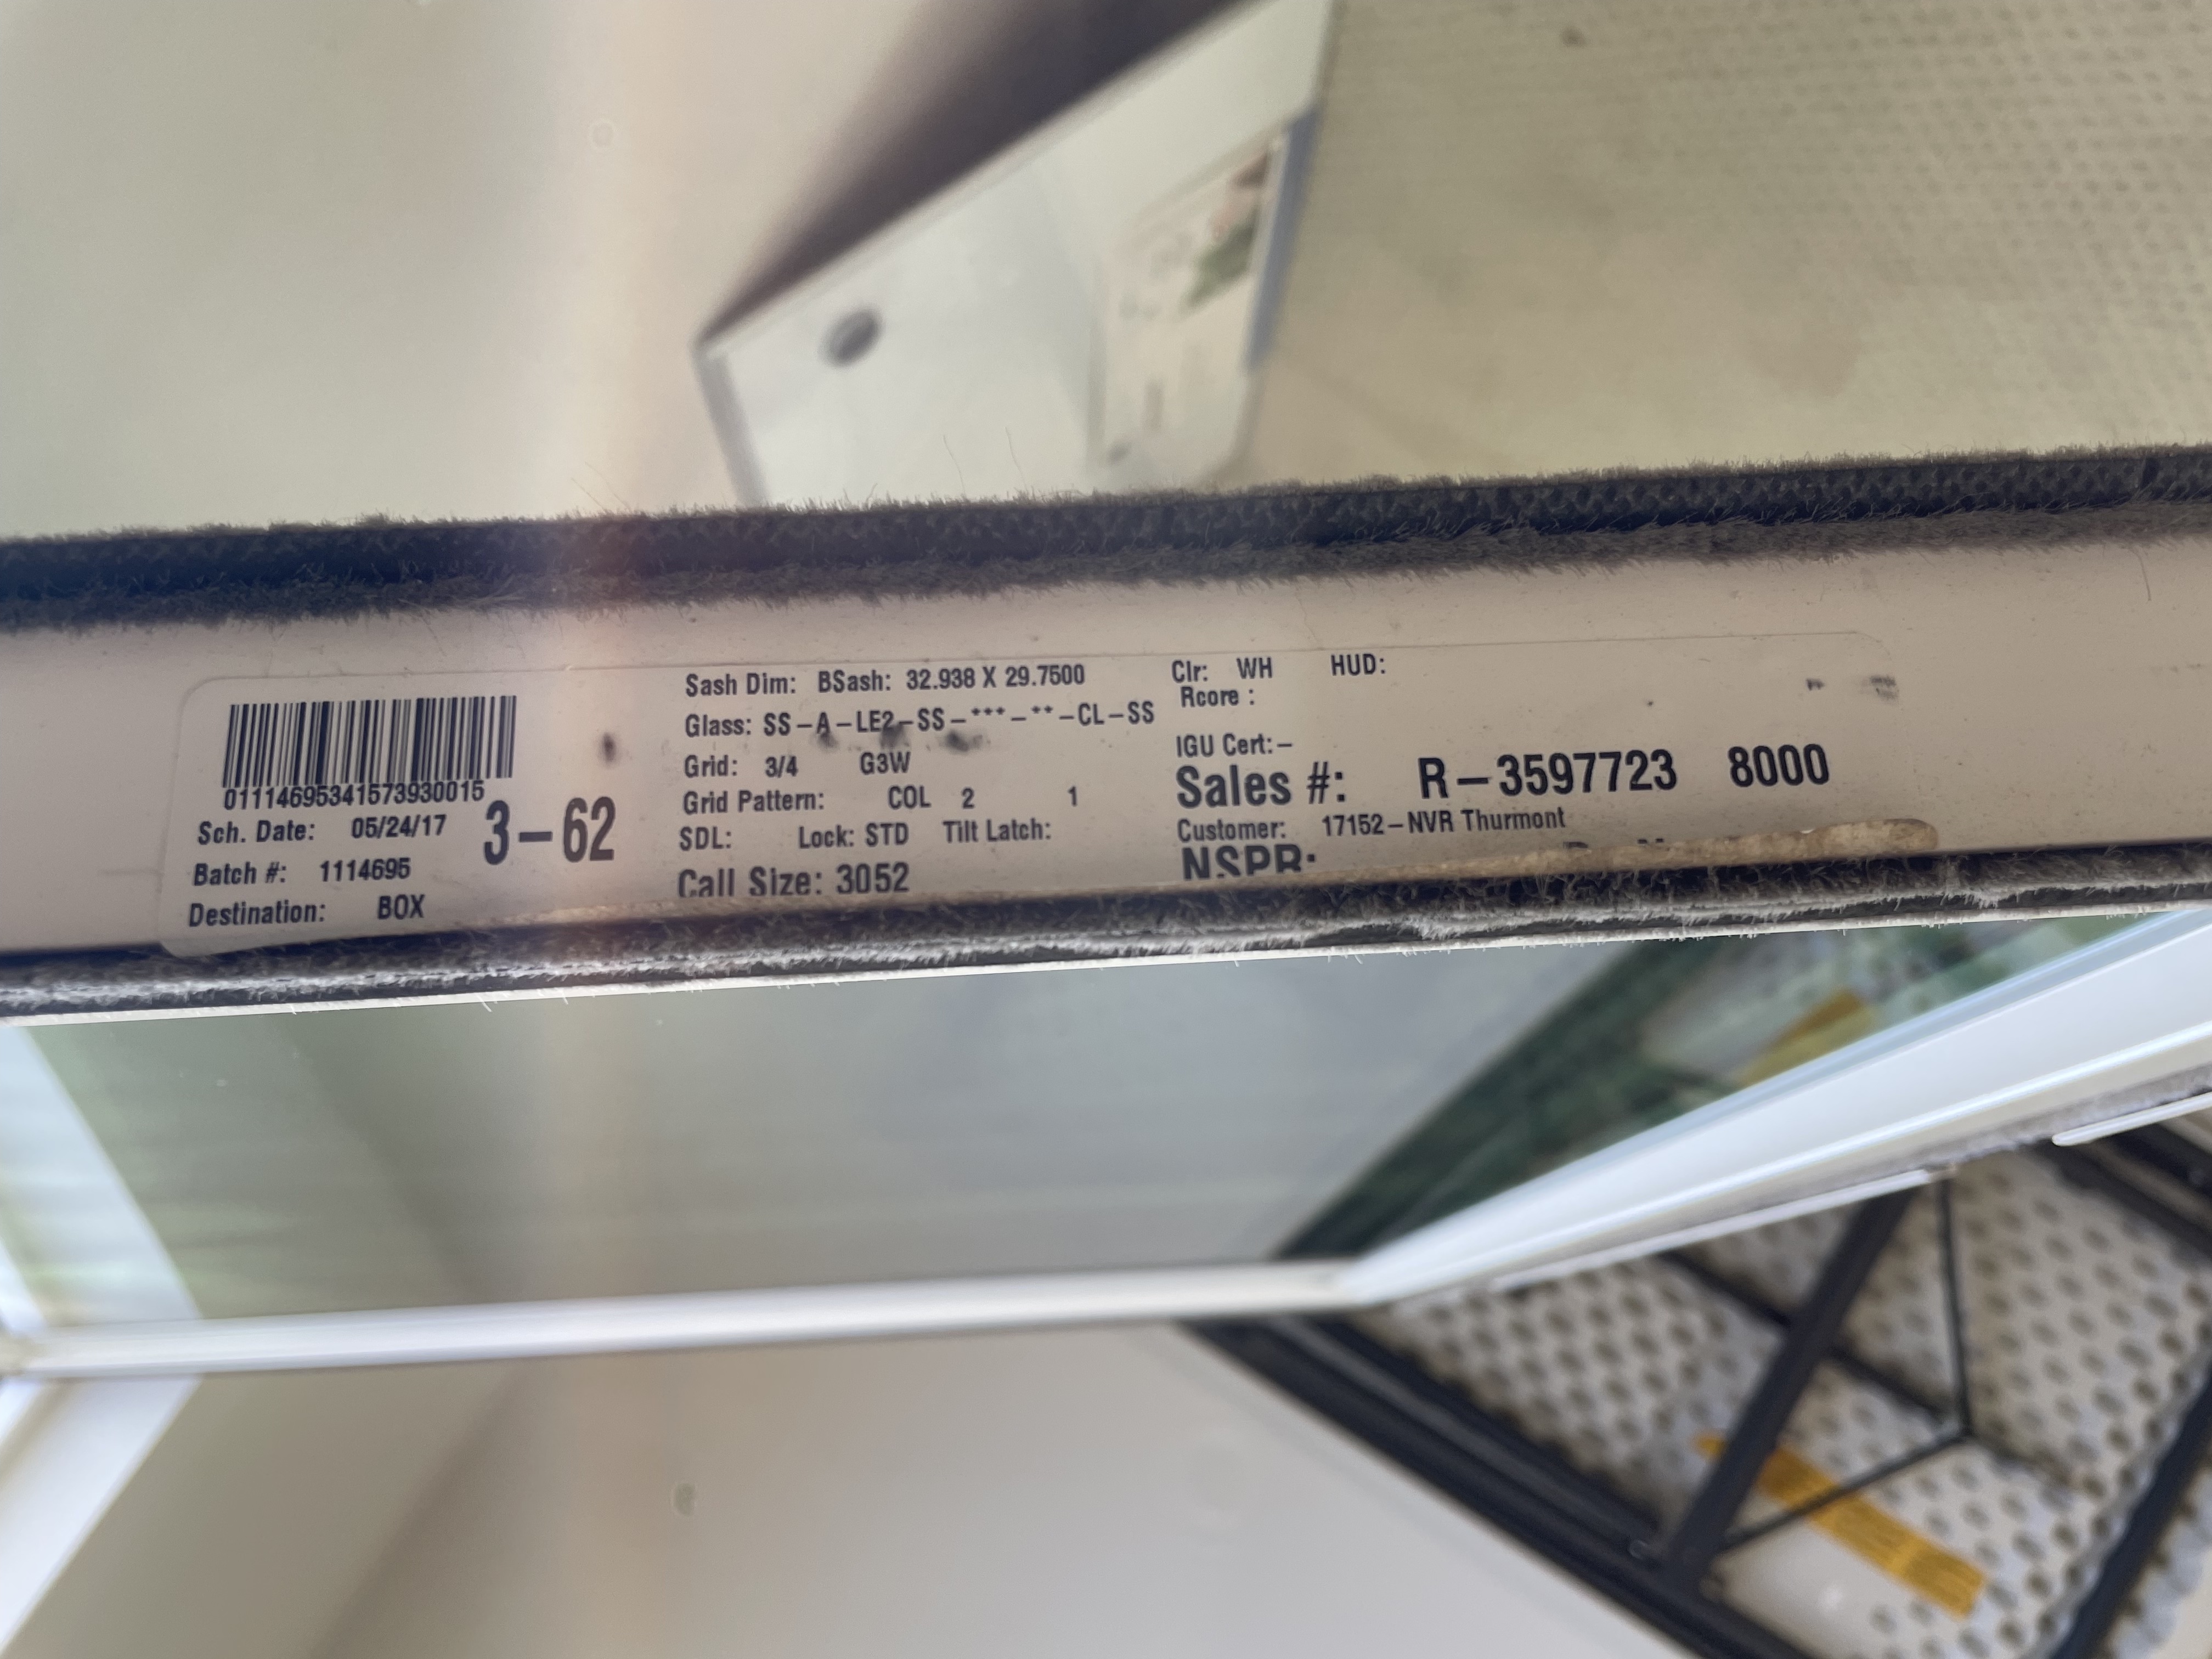 01114695341573930015
Sch. Date: 05/24/17
3-62
Batch #: 1114695
Destination: BOX
Sash Dim: BSash: 32.938 X 29.7500
Glass: SS-A-LE2-SS-***-**-CL-SS
Grid: 3/4 G3W
Grid Pattern: COL 2 1
SDL: Lock: STD Tilt Latch:
Call Size: 3052
Clr: WH HUD:
Rcore :
IGU Cert:-
Sales #: R-3597723 8000
Customer: 17152-NVR Thurmont
NSPR: